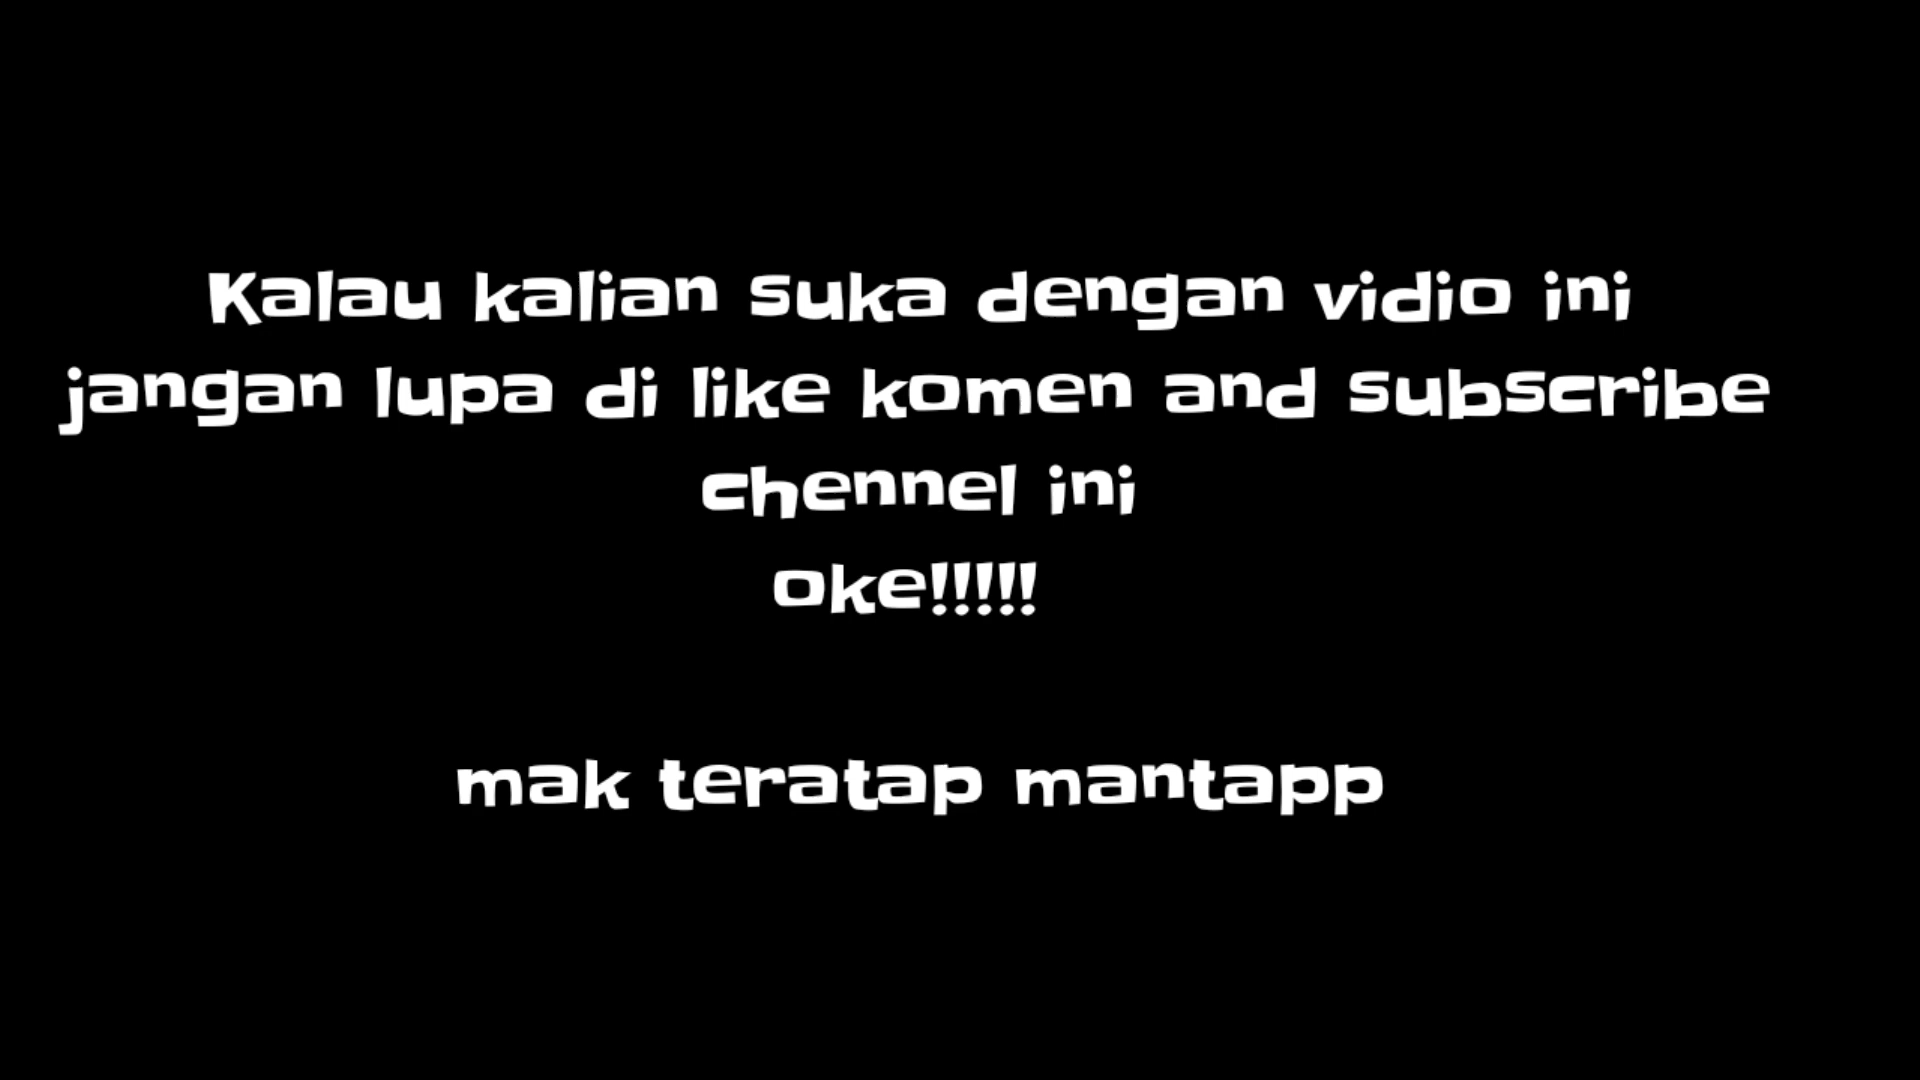 Kalau kalian suka dengan vidio ini
jangan lupa di like komen and subscribe
chennel ini
oke!!!!!
mak teratap mantapp